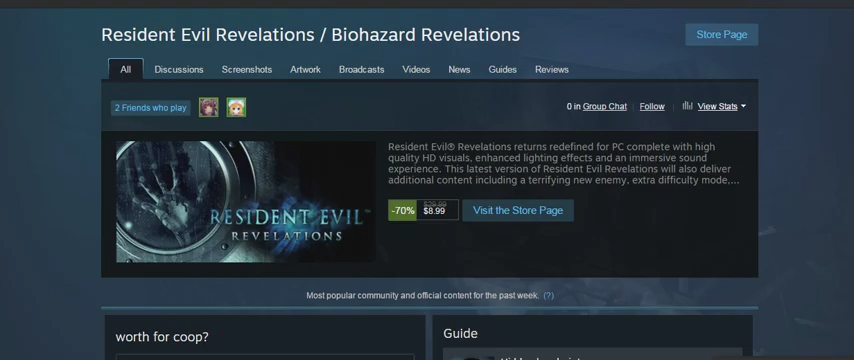 Resident Evil Revelations / Biohazard Revelations
Store Page
All Discussions Screenshots Artwork Broadcasts Videos News Guides Reviews
2 Friends who play
0 in Group Chat Follow View Stats
RESIDENT EVIL™
REVELATIONS
Resident Evil® Revelations returns redefined for PC complete with high
quality HD visuals, enhanced lighting effects and an immersive sound
experience. This latest version of Resident Evil Revelations will also deliver
additional content including a terrifying new enemy, extra difficulty mode,...
-70%
$29.99
$8.99
Visit the Store Page
Most popular community and official content for the past week. (?)
worth for coop?
Guide